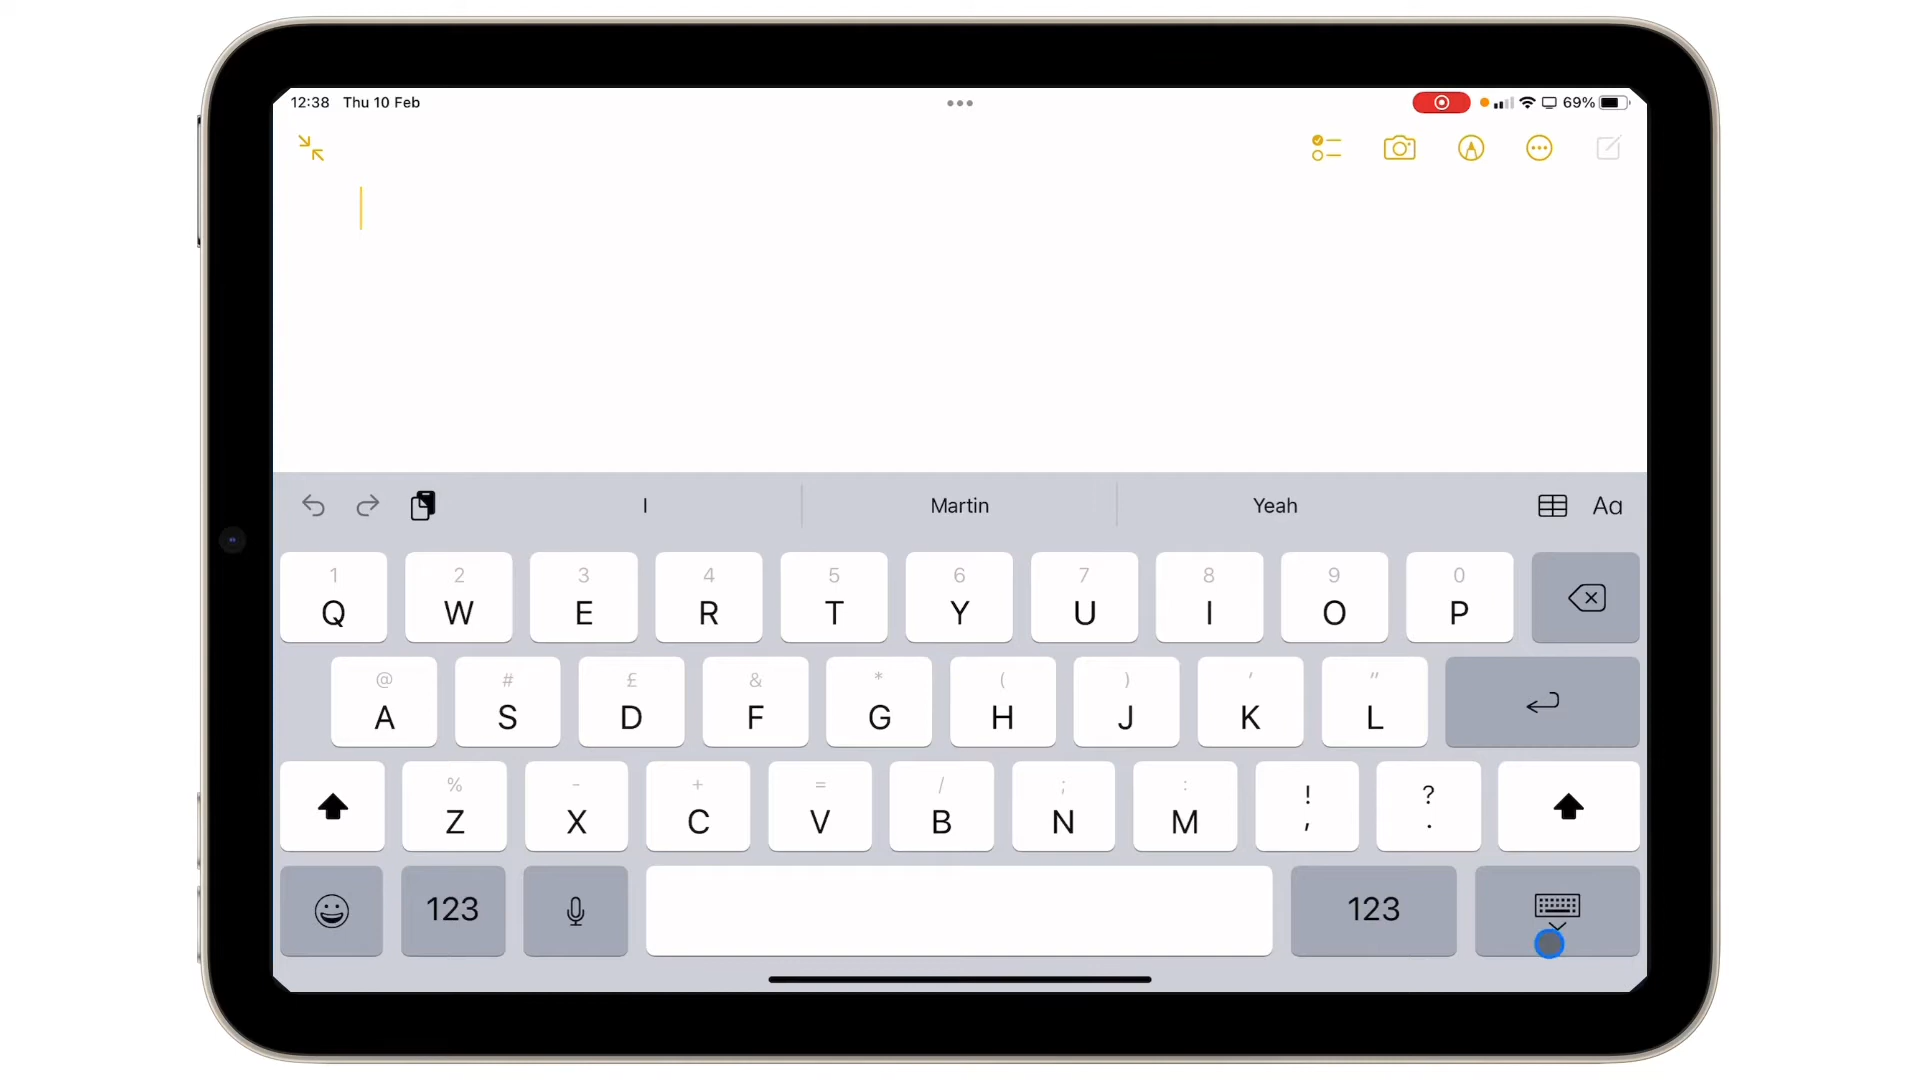 12:38 Thu 10 Feb 69%
I Martin Yeah Aa
1 2 3 4 5 6 7 8 9 0
Q W E R T Y U I O P
@ # £ & * ( ) ' "
A S D F G H J K L
% - + = / ; : ! ?
Z X C V B N M , .
123 123